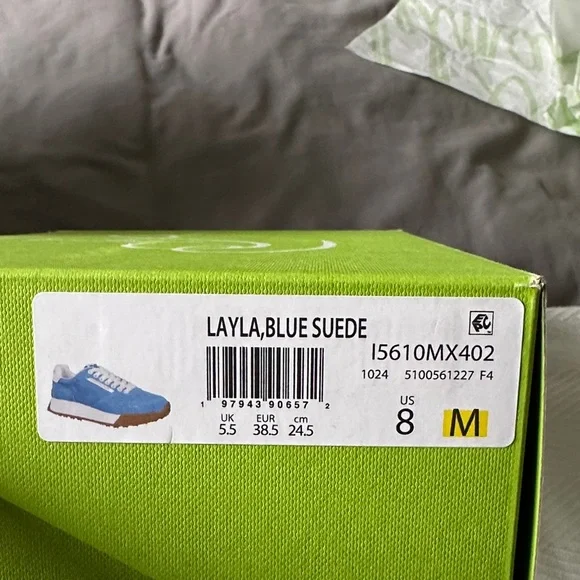 LAYLA,BLUE SUEDE
I5610MX402
1024 5100561227 F4
1 97943 90657 2
UK EUR cm
5.5 38.5 24.5
US
8 M